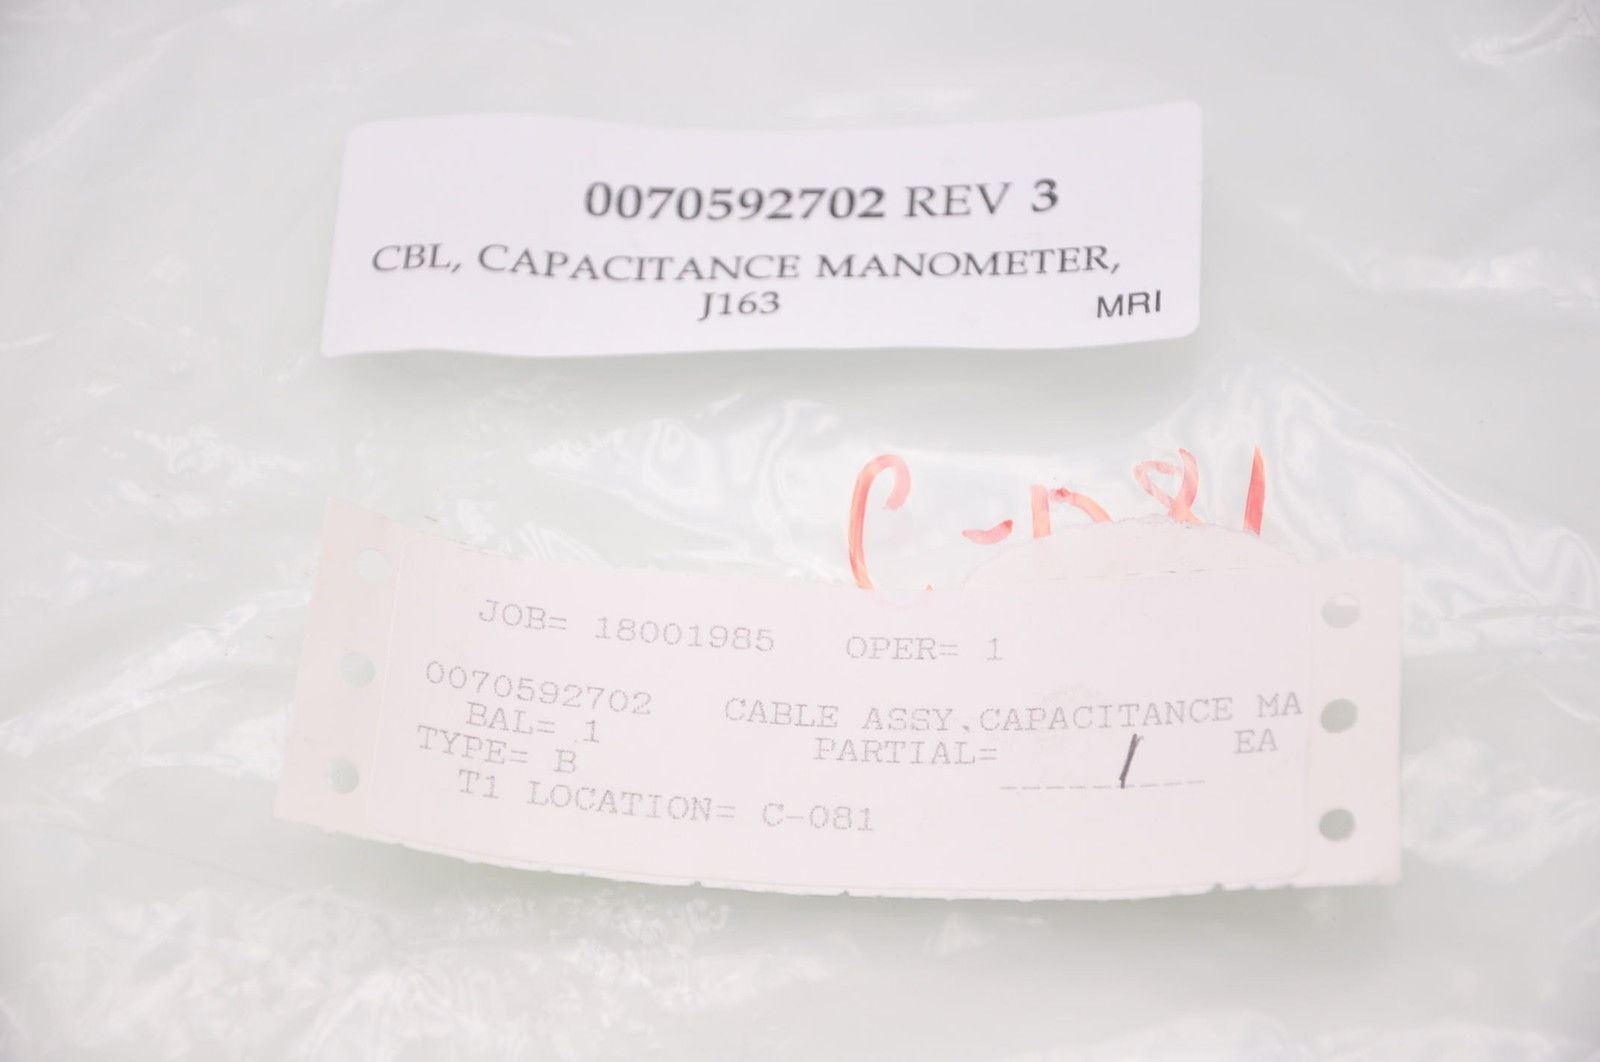 0070592702 REV 3
CBL, CAPACITANCE MANOMETER,
J163 MRI
C-081
JOB= 18001985 OPER= 1
0070592702 CABLE ASSY,CAPACITANCE MA
BAL= 1 PARTIAL= 1 EA
TYPE= B
T1 LOCATION= C-081